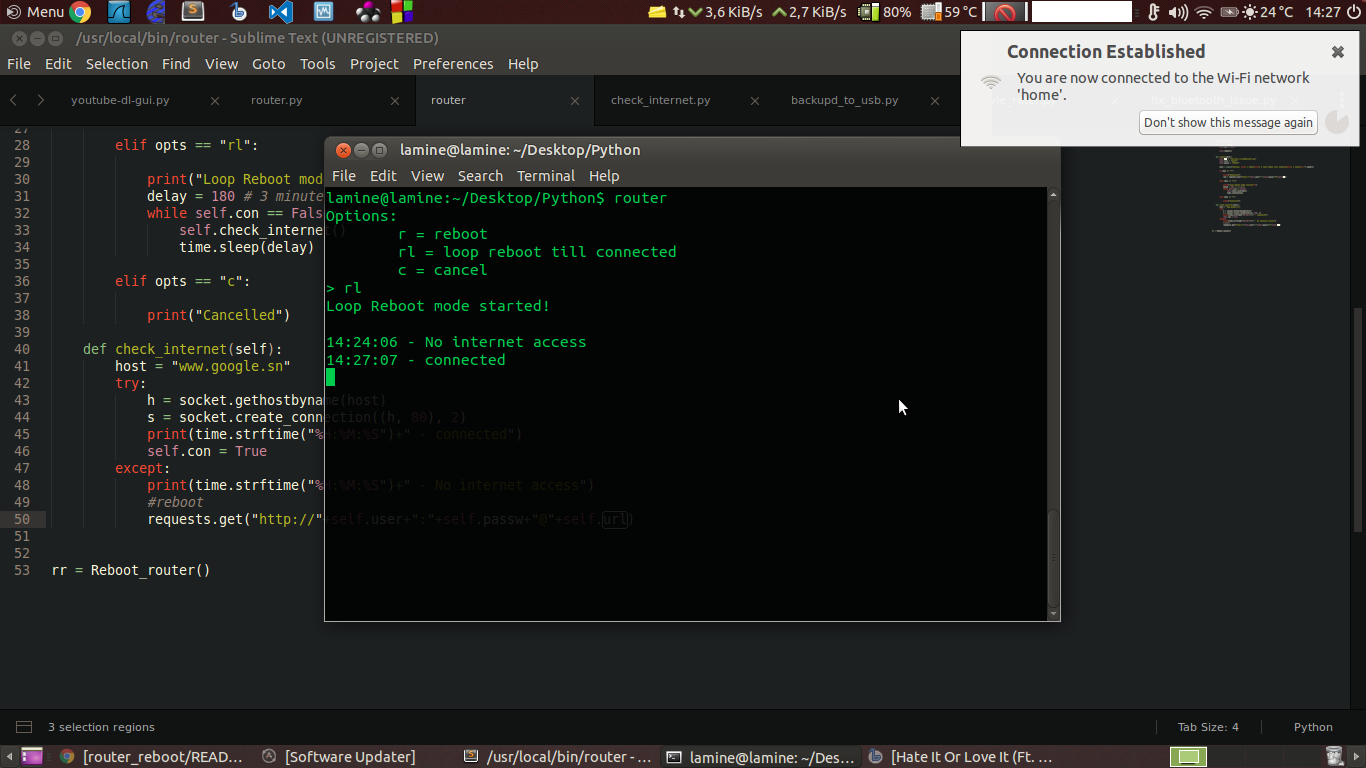 Menu 3,6 KiB/s 2,7 KiB/s 80% 59 °C 24 °C 14:27
/usr/local/bin/router - Sublime Text (UNREGISTERED)
File Edit Selection Find View Goto Tools Project Preferences Help
youtube-dl-gui.py router.py router check_internet.py backupd_to_usb.py fix_bluetooth_issue.py
Connection Established
You are now connected to the Wi-Fi network
'home'.
Don't show this message again
27
28 elif opts == "rl":
29
30 print("Loop Reboot mod
31 delay = 180 # 3 minute
32 while self.con == Fals
33 self.check_internet()
34 time.sleep(delay)
35
36 elif opts == "c":
37
38 print("Cancelled")
39
40 def check_internet(self):
41 host = "www.google.sn"
42 try:
43 h = socket.gethostbyname(host)
44 s = socket.create_connection((h, 80), 2)
45 print(time.strftime("%H:%M:%S")+" - connected")
46 self.con = True
47 except:
48 print(time.strftime("%H:%M:%S")+" - No internet access")
49 #reboot
50 requests.get("http://"+self.user+":"+self.passw+"@"+self.url)
51
52
53 rr = Reboot_router()
lamine@lamine: ~/Desktop/Python
File Edit View Search Terminal Help
lamine@lamine:~/Desktop/Python$ router
Options:
r = reboot
rl = loop reboot till connected
c = cancel
> rl
Loop Reboot mode started!
14:24:06 - No internet access
14:27:07 - connected
3 selection regions Tab Size: 4 Python
[router_reboot/READ... [Software Updater] /usr/local/bin/router - ... lamine@lamine: ~/Des... [Hate It Or Love It (Ft. ...